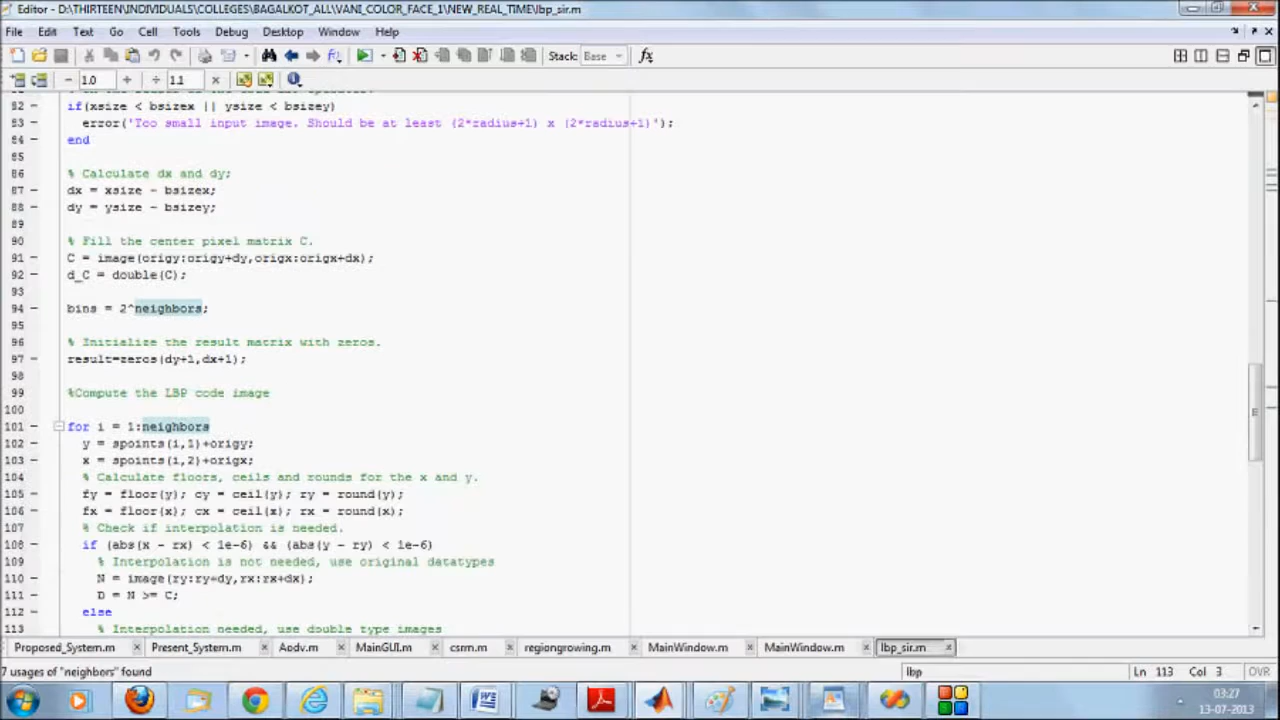 Editor - D:\THIRTEEN\INDIVIDUALS\COLLEGES\BAGALKOT_ALL\VANI_COLOR_FACE_1\NEW_REAL_TIME\lbp_sir.m
File Edit Text Go Cell Tools Debug Desktop Window Help
Stack: Base fx
- 1.0 + ÷ 1.1 ×
82 - if(xsize < bsizex || ysize < bsizey)
83 - error('Too small input image. Should be at least (2*radius+1) x (2*radius+1)');
84 - end
85
86 % Calculate dx and dy;
87 - dx = xsize - bsizex;
88 - dy = ysize - bsizey;
89
90 % Fill the center pixel matrix C.
91 - C = image(origy:origy+dy,origx:origx+dx);
92 - d_C = double(C);
93
94 - bins = 2^neighbors;
95
96 % Initialize the result matrix with zeros.
97 - result=zeros(dy+1,dx+1);
98
99 %Compute the LBP code image
100
101 - for i = 1:neighbors
102 - y = spoints(i,1)+origy;
103 - x = spoints(i,2)+origx;
104 % Calculate floors, ceils and rounds for the x and y.
105 - fy = floor(y); cy = ceil(y); ry = round(y);
106 - fx = floor(x); cx = ceil(x); rx = round(x);
107 % Check if interpolation is needed.
108 - if (abs(x - rx) < 1e-6) && (abs(y - ry) < 1e-6)
109 % Interpolation is not needed, use original datatypes
110 - N = image(ry:ry+dy,rx:rx+dx);
111 - D = N >= C;
112 - else
113 % Interpolation needed, use double type images
Proposed_System.m × Present_System.m × Aodv.m × MainGUI.m × csrm.m × regiongrowing.m × MainWindow.m × MainWindow.m × lbp_sir.m ×
7 usages of "neighbors" found lbp Ln 113 Col 3 OVR
03:27
13-07-2013